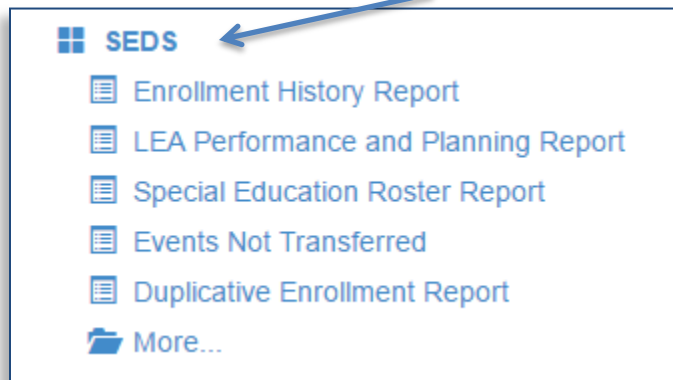 SEDS
Enrollment History Report
LEA Performance and Planning Report
Special Education Roster Report
Events Not Transferred
Duplicative Enrollment Report
More...